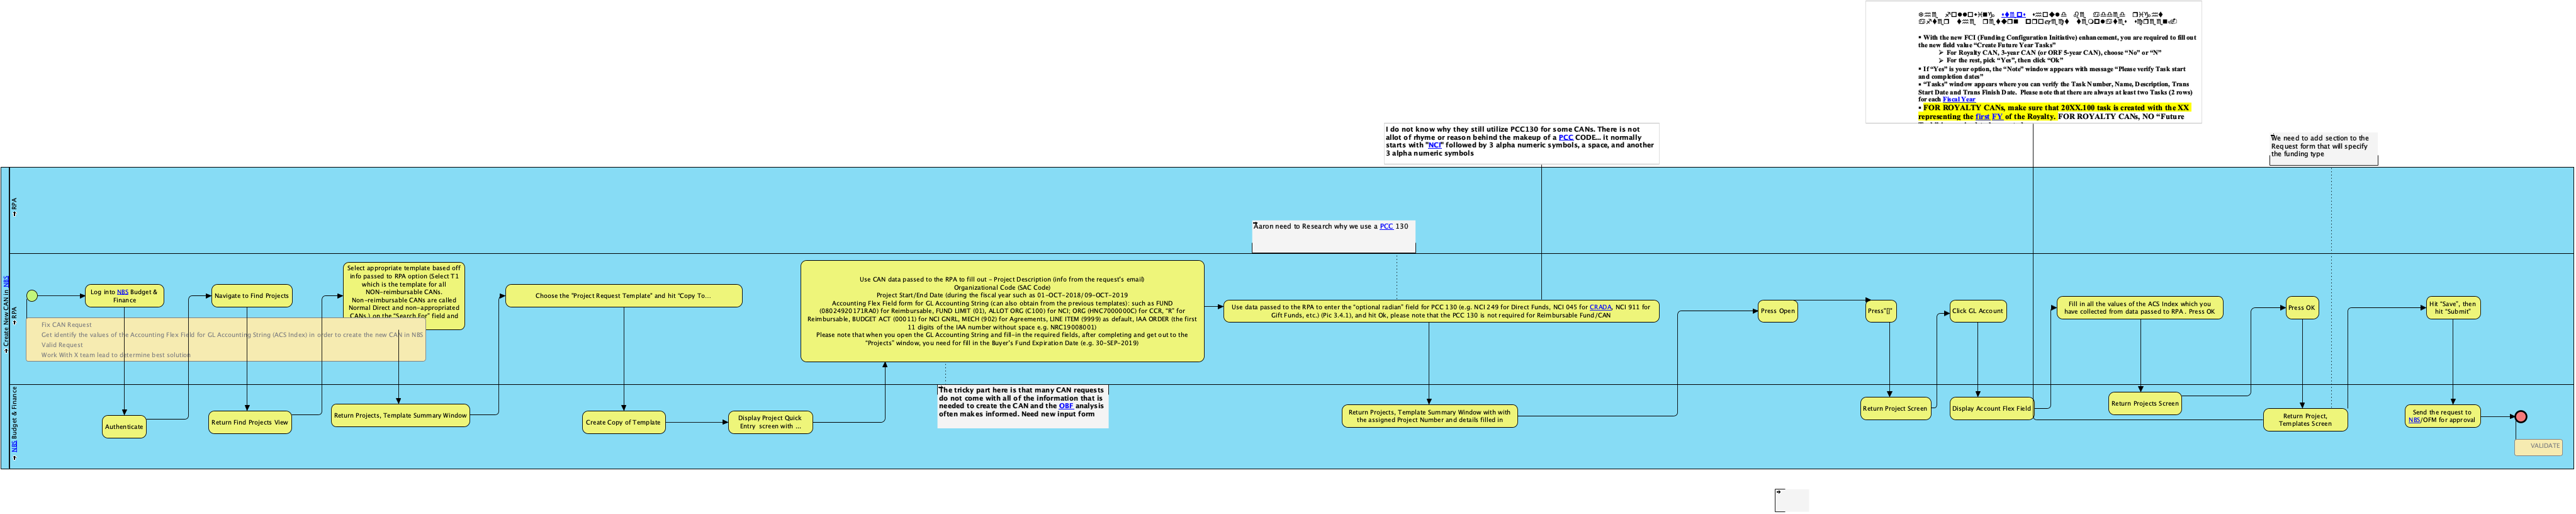 • With the new FCI (Funding Configuration Initiative) enhancement, you are required to fill out
the new field value “Create Future Year Tasks”
➢ For Royalty CAN, 3-year CAN (or ORF 5-year CAN), choose “No” or “N”
➢ For the rest, pick “Yes”, then click “Ok”
• If “Yes” is your option, the “Note” window appears with message “Please verify Task start
and completion dates”
• “Tasks” window appears where you can verify the Task Number, Name, Description, Trans
Start Date and Trans Finish Date. Please note that there are always at least two Tasks (2 rows)
for each Fiscal Year
• FOR ROYALTY CANs, make sure that 20XX.100 task is created with the XX
representing the first FY of the Royalty. FOR ROYALTY CANs, NO “Future
I do not know why they still utilize PCC130 for some CANs. There is not
allot of rhyme or reason behind the makeup of a PCC CODE... it normally
starts with "NCI" followed by 3 alpha numeric symbols, a space, and another
3 alpha numeric symbols
We need to add section to the
Request form that will specify
the funding type
Create New CAN in NBS
RPA
Aaron need to Research why we use a PCC 130
RPA
Log into NBS Budget &
Finance
Navigate to Find Projects
Select appropriate template based off
info passed to RPA option (Select T1
which is the template for all
NON-reimbursable CANs.
Non-reimbursable CANs are called
Normal Direct and non-appropriated
CANs.) on the "Search For" field and
Fix CAN Request
Get identify the values of the Accounting Flex Field for GL Accounting String (ACS Index) in order to create the new CAN in NBS
Valid Request
Work With X team lead to determine best solution
Choose the "Project Request Template" and hit "Copy To...
Use CAN data passed to the RPA to fill out - Project Description (info from the request's email)
Organizational Code (SAC Code)
Project Start/End Date (during the fiscal year such as 01-OCT-2018/09-OCT-2019
Accounting Flex Field form for GL Accounting String (can also obtain from the previous templates): such as FUND
(08024920171RA0) for Reimbursable, FUND LIMIT (01), ALLOT ORG (C100) for NCI; ORG (HNC7000000C) for CCR, "R" for
Reimbursable, BUDGET ACT (00011) for NCI GNRL, MECH (902) for Agreements, LINE ITEM (9999) as default, IAA ORDER (the first
11 digits of the IAA number without space e.g. NRC19008001)
Please note that when you open the GL Accounting String and fill-in the required fields, after completing and get out to the
"Projects" window, you need for fill in the Buyer's Fund Expiration Date (e.g. 30-SEP-2019)
Use data passed to the RPA to enter the "optional radian" field for PCC 130 (e.g. NCI 249 for Direct Funds, NCI 045 for CRADA, NCI 911 for
Gift Funds, etc.) (Pic 3.4.1), and hit Ok, please note that the PCC 130 is not required for Reimbursable Fund/CAN
Press Open
Press"[]"
Click GL Account
Fill in all the values of the ACS Index which you
have collected from data passed to RPA . Press OK
Press OK
Hit "Save", then
hit "Submit"
NBS Budget & Finance
Authenticate
Return Find Projects View
Return Projects, Template Summary Window
Create Copy of Template
Display Project Quick
Entry screen with ...
The tricky part here is that many CAN requests
do not come with all of the information that is
needed to create the CAN and the OBF analysis
often makes informed. Need new input form
Return Projects, Template Summary Window with with
the assigned Project Number and details filled in
Return Project Screen
Display Account Flex Field
Return Projects Screen
Return Project,
Templates Screen
Send the request to
NBS/OFM for approval
VALIDATE